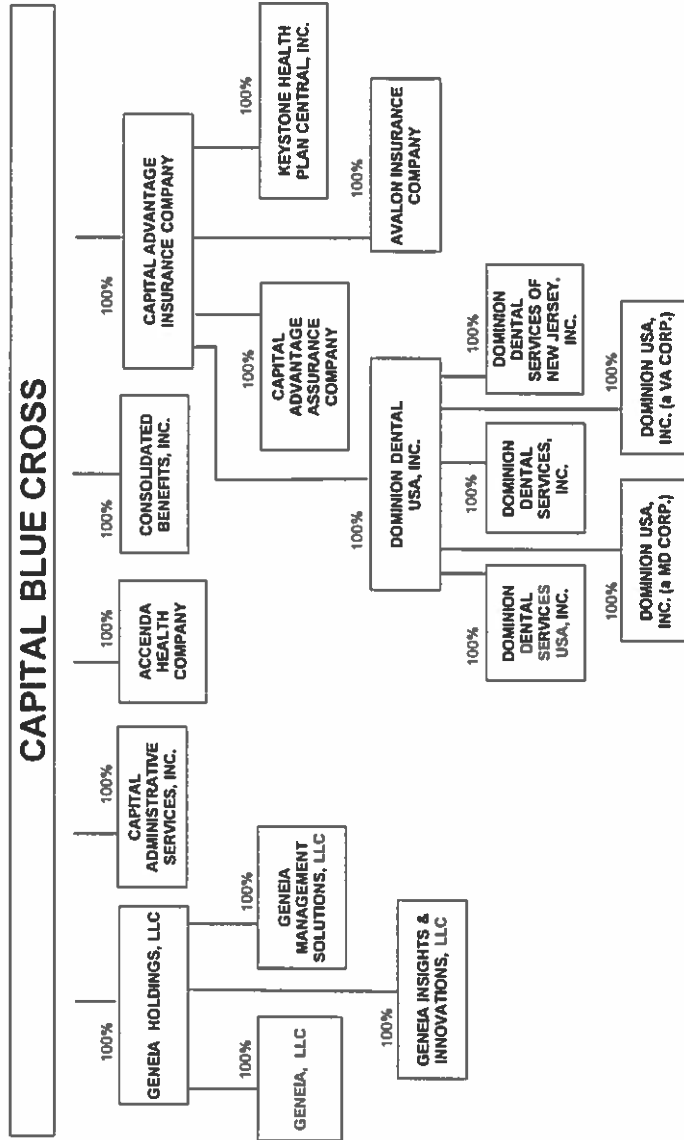 CAPITAL BLUE CROSS
100%
GENEIA HOLDINGS, LLC
100%
CAPITAL
ADMINISTRATIVE
SERVICES, INC.
100%
ACCENDA
HEALTH
COMPANY
100%
CONSOLIDATED
BENEFITS, INC.
100%
CAPITAL ADVANTAGE
INSURANCE COMPANY
100%
GENEIA, LLC
100%
GENEIA
MANAGEMENT
SOLUTIONS, LLC
100%
CAPITAL
ADVANTAGE
ASSURANCE
COMPANY
100%
KEYSTONE HEALTH
PLAN CENTRAL, INC.
100%
GENEIA INSIGHTS &
INNOVATIONS, LLC
100%
DOMINION DENTAL
USA, INC.
100%
AVALON INSURANCE
COMPANY
100%
DOMINION
DENTAL
SERVICES
USA, INC.
100%
DOMINION
DENTAL
SERVICES,
INC.
100%
DOMINION
DENTAL
SERVICES OF
NEW JERSEY,
INC.
100%
DOMINION USA,
INC. (a MD CORP.)
100%
DOMINION USA,
INC. (a VA CORP.)